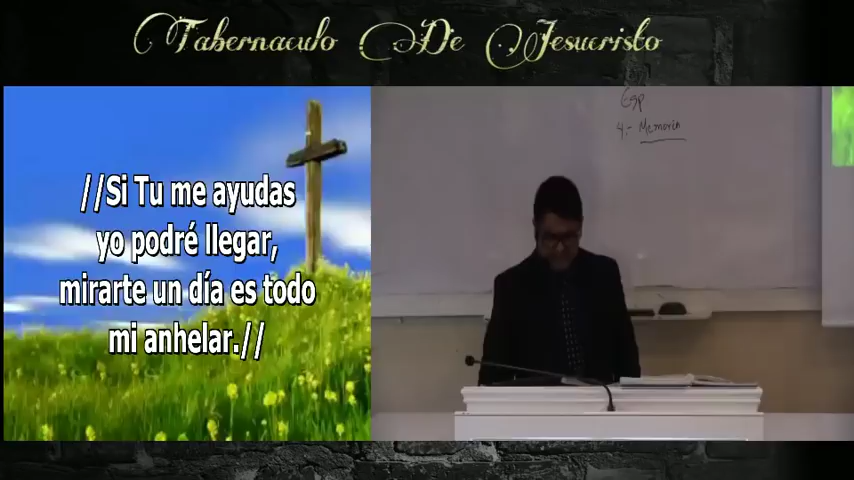 Tabernaculo De Jesucristo
//Si Tu me ayudas
yo podré llegar,
mirarte un día es todo
mi anhelar.//
Esp
4.- Memoria